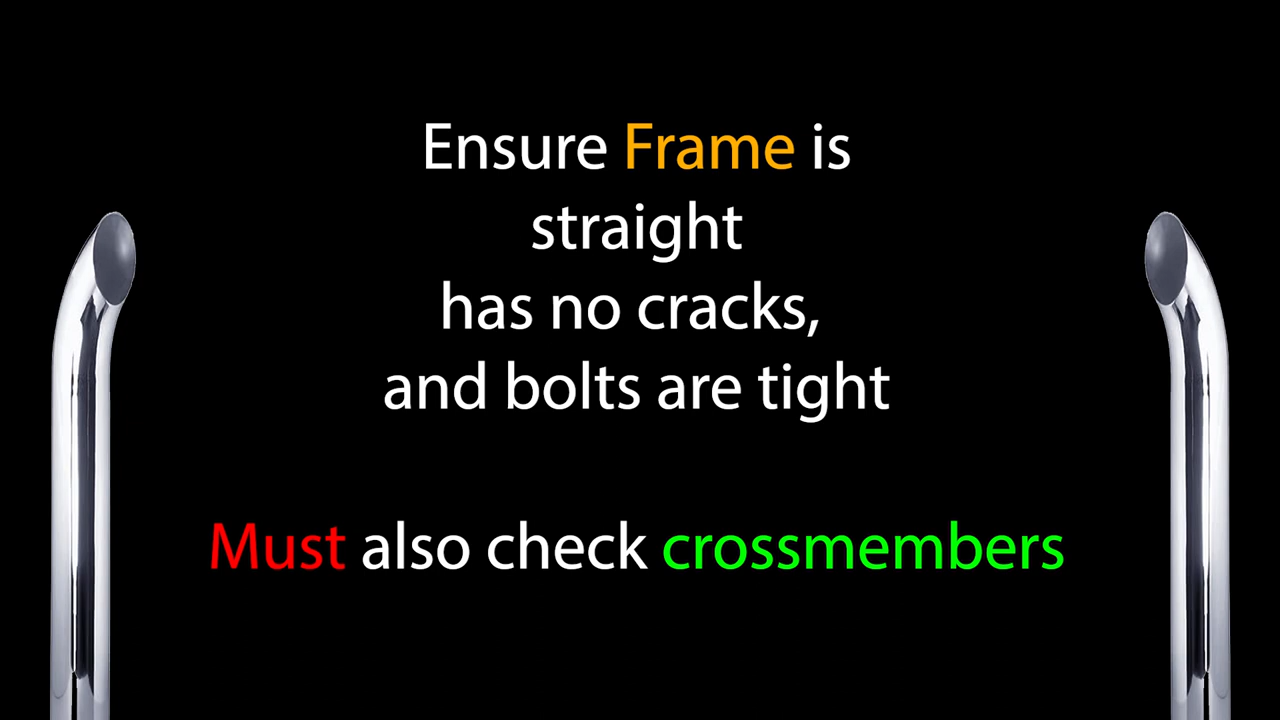 Ensure Frame is
straight
has no cracks,
and bolts are tight
Must also check crossmembers